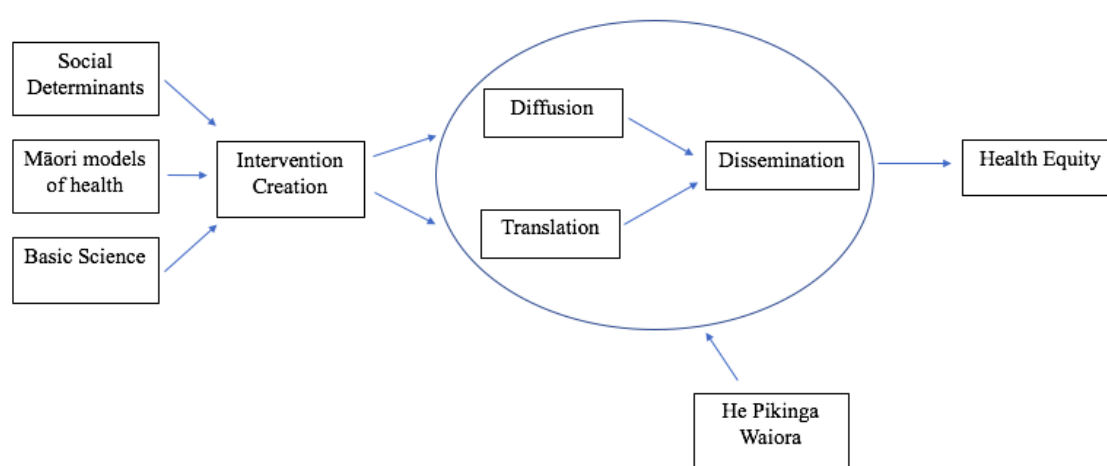 Social
Determinants
Māori models
of health
Basic Science
Intervention
Creation
Diffusion
Translation
Dissemination
Health Equity
He Pikinga
Waiora